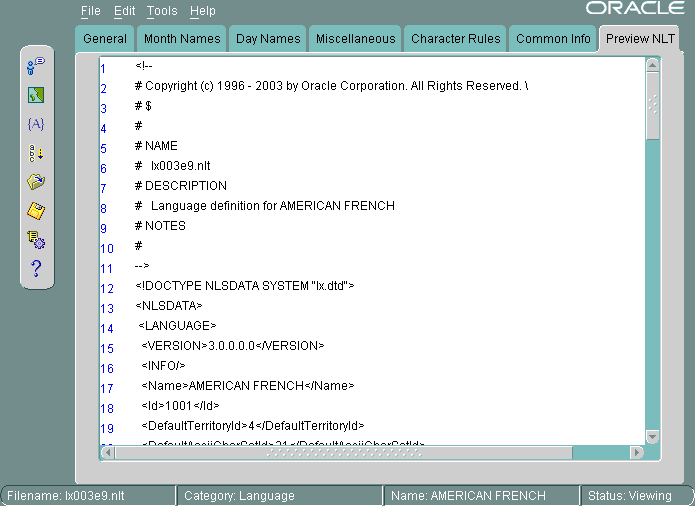 File Edit Tools Help
ORACLE
General Month Names Day Names Miscellaneous Character Rules Common Info Preview NLT
1 <!--
2 # Copyright (c) 1996 - 2003 by Oracle Corporation. All Rights Reserved. \
3 # $
4 #
5 # NAME
6 # lx003e9.nlt
7 # DESCRIPTION
8 # Language definition for AMERICAN FRENCH
9 # NOTES
10 #
11 -->
12 <!DOCTYPE NLSDATA SYSTEM "lx.dtd">
13 <NLSDATA>
14 <LANGUAGE>
15 <VERSION>3.0.0.0.0</VERSION>
16 <INFO/>
17 <Name>AMERICAN FRENCH</Name>
18 <Id>1001</Id>
19 <DefaultTerritoryId>4</DefaultTerritoryId>
{A}
a
b
c
?
Filename: lx003e9.nlt Category: Language Name: AMERICAN FRENCH Status: Viewing